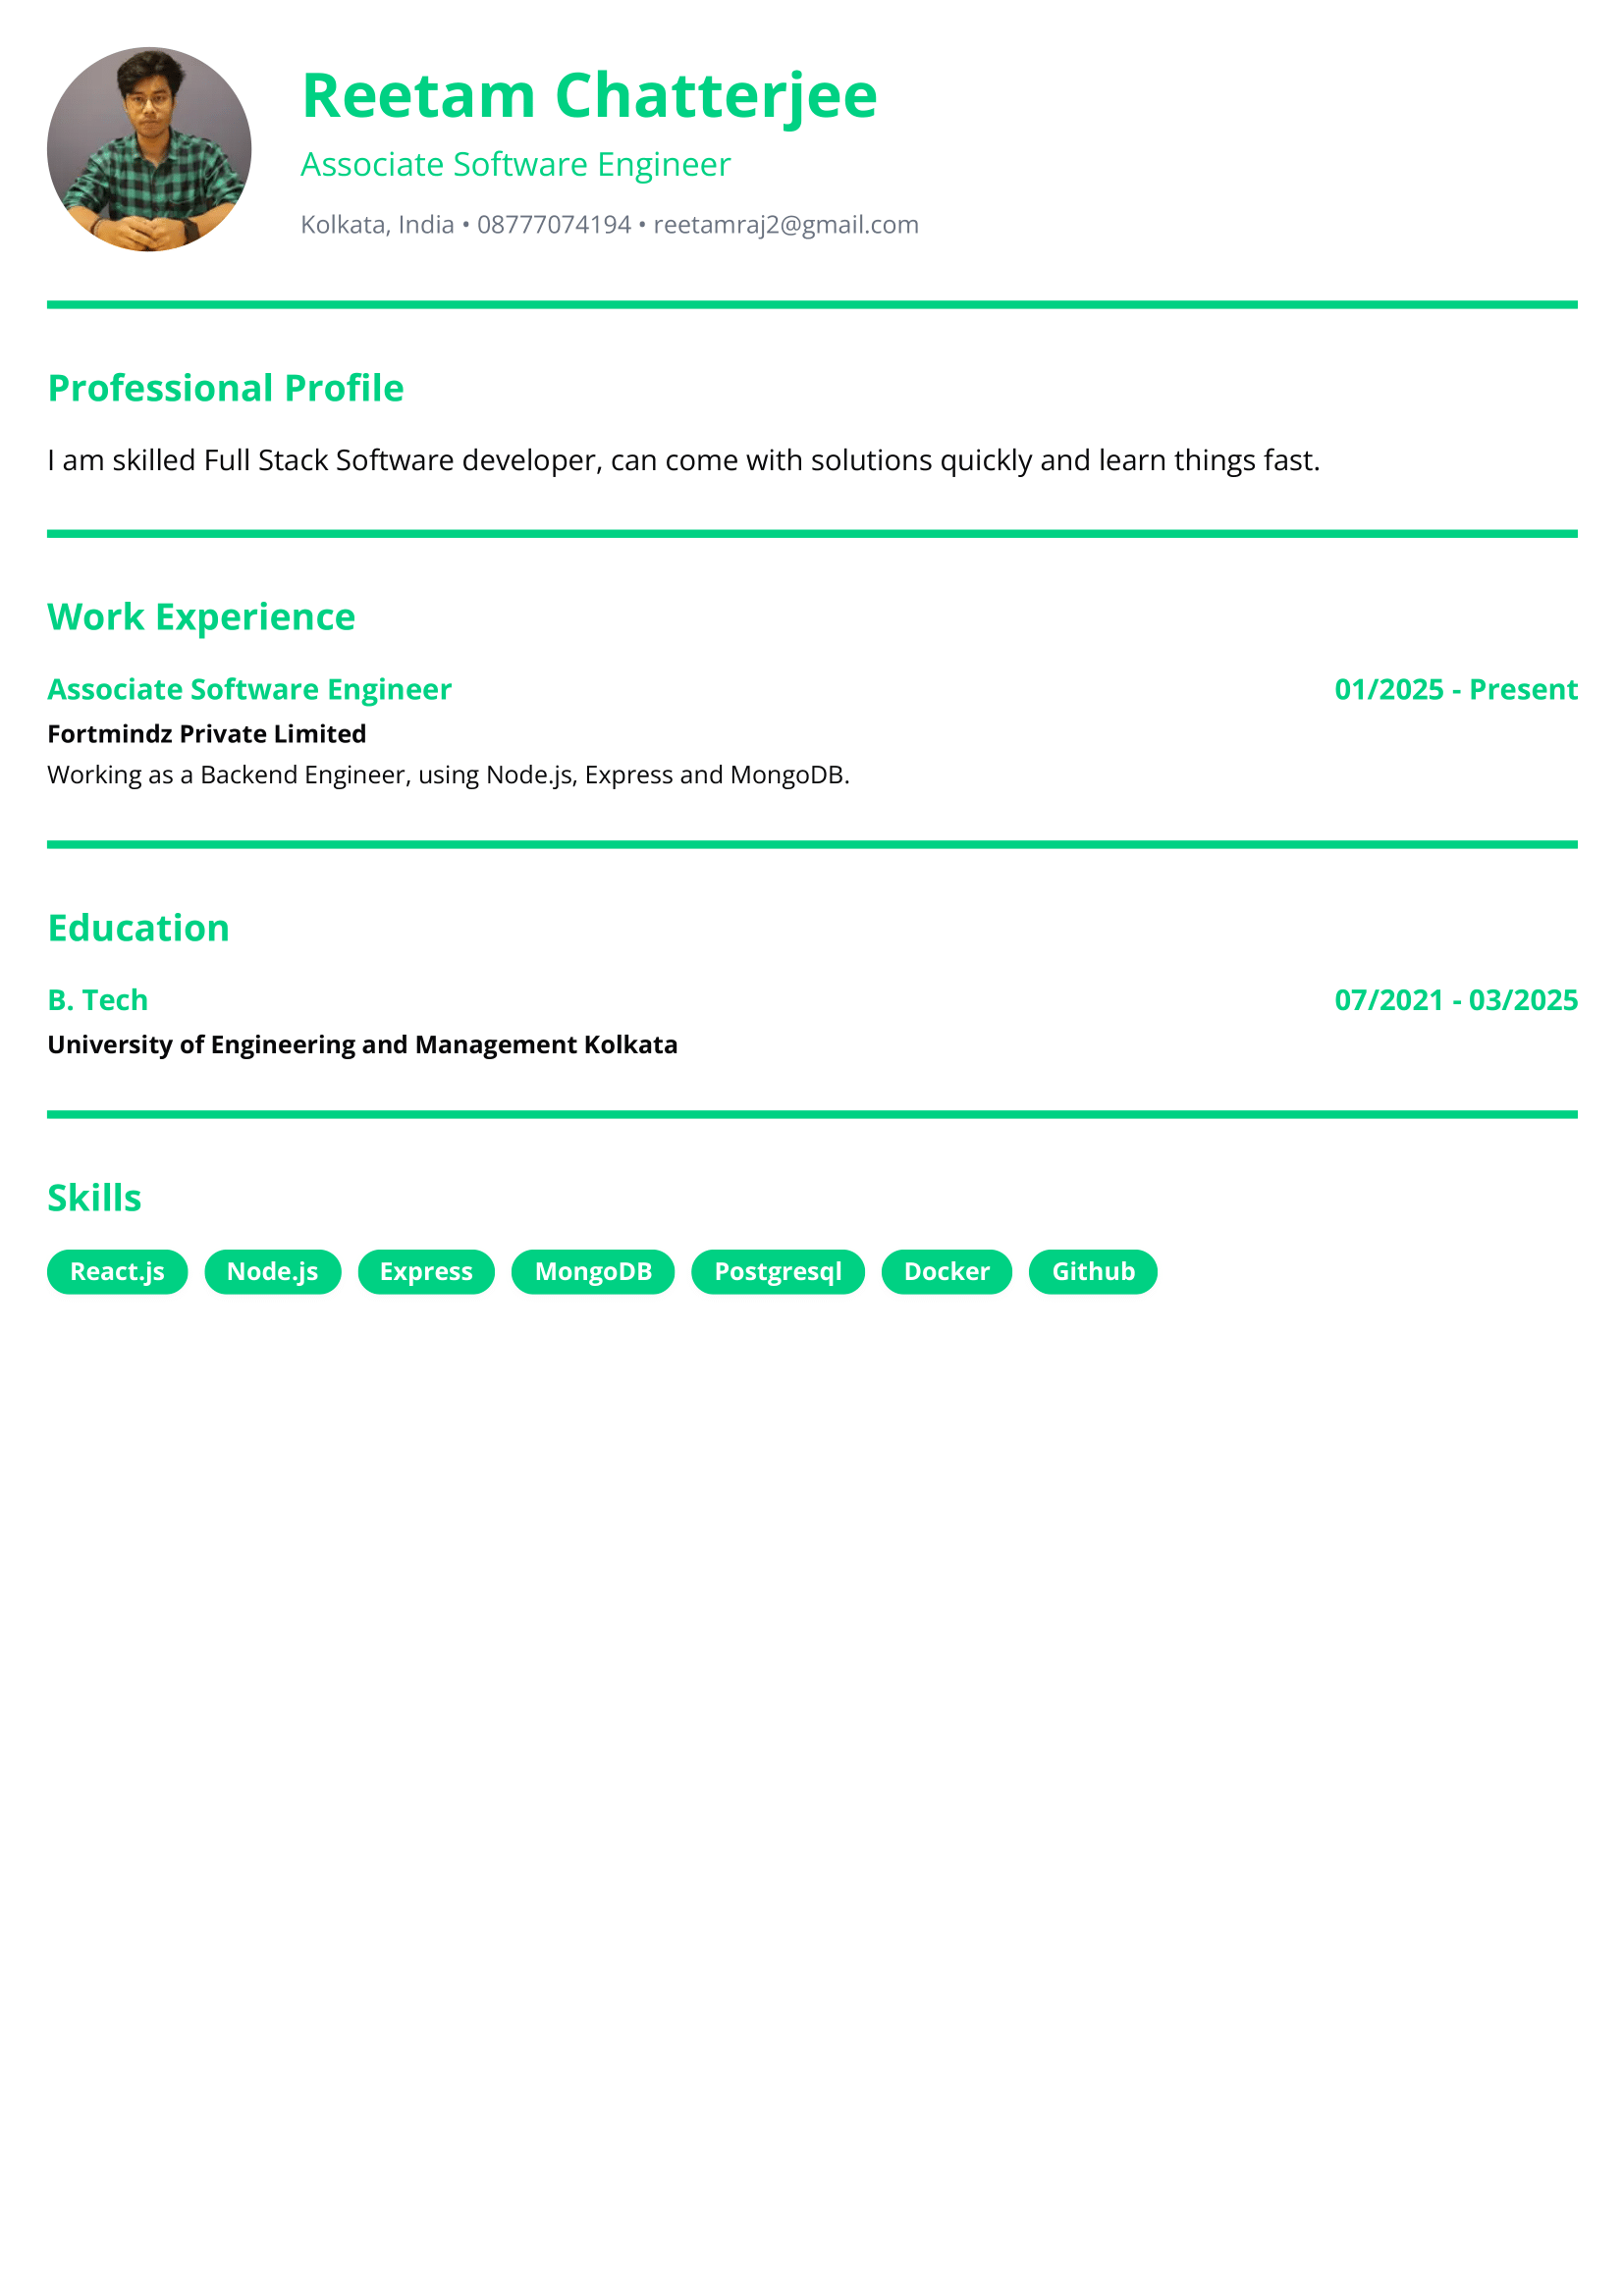 Reetam Chatterjee
Associate Software Engineer
Kolkata, India • 08777074194 • reetamraj2@gmail.com
Professional Profile
I am skilled Full Stack Software developer, can come with solutions quickly and learn things fast.
Work Experience
Associate Software Engineer 01/2025 - Present
Fortmindz Private Limited
Working as a Backend Engineer, using Node.js, Express and MongoDB.
Education
B. Tech 07/2021 - 03/2025
University of Engineering and Management Kolkata
Skills
React.js Node.js Express MongoDB Postgresql Docker Github